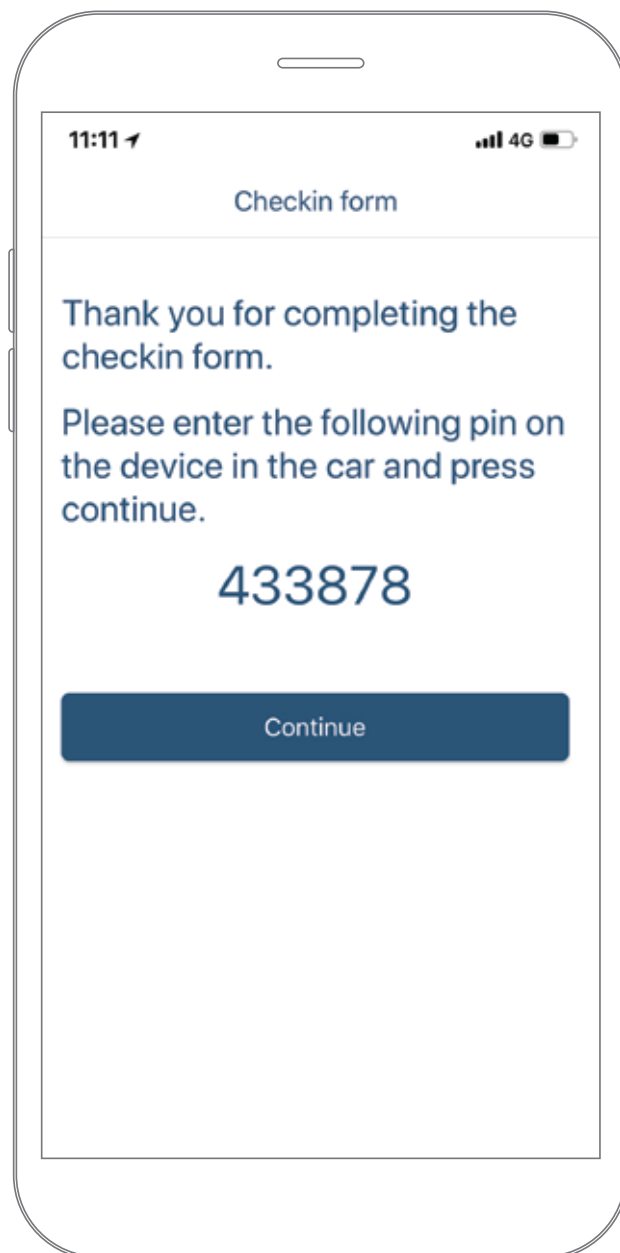 11:11 4G
Checkin form
Thank you for completing the
checkin form.
Please enter the following pin on
the device in the car and press
continue.
433878
Continue